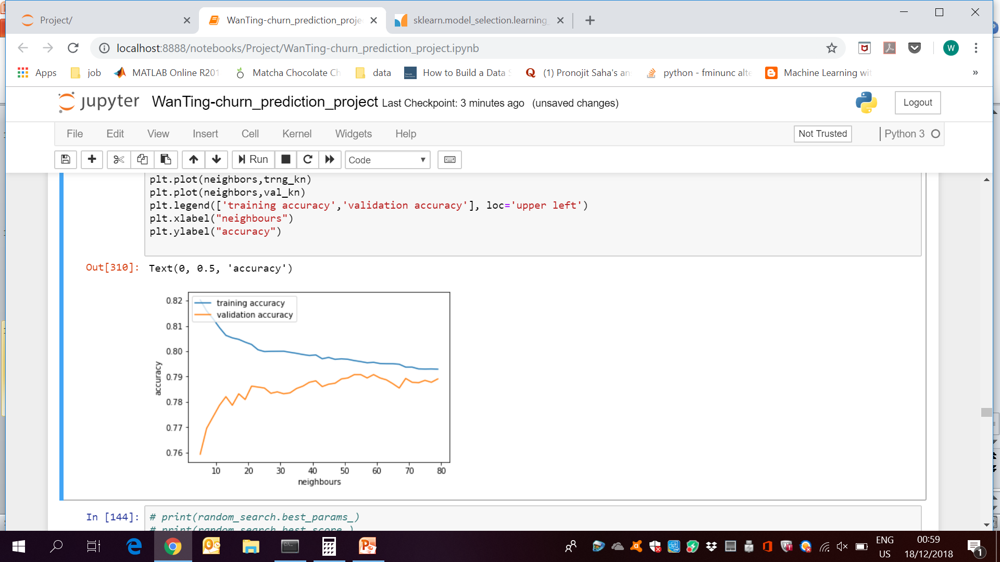 Project/
WanTing-churn_prediction_proje
sklearn.model_selection.learning_
localhost:8888/notebooks/Project/WanTing-churn_prediction_project.ipynb
W
Apps
job
MATLAB Online R201
Matcha Chocolate Ch
data
How to Build a Data S
(1) Pronojit Saha's an
python - fminunc alte
Machine Learning wit
»
jupyter WanTing-churn_prediction_project Last Checkpoint: 3 minutes ago (unsaved changes)
Logout
File Edit View Insert Cell Kernel Widgets Help
Not Trusted
Python 3
Run
Code
plt.plot(neighbors,trng_kn)
plt.plot(neighbors,val_kn)
plt.legend(['training accuracy','validation accuracy'], loc='upper left')
plt.xlabel("neighbours")
plt.ylabel("accuracy")
Out[310]: Text(0, 0.5, 'accuracy')
training accuracy
validation accuracy
0.82
0.81
0.80
0.79
0.78
0.77
0.76
accuracy
10 20 30 40 50 60 70 80
neighbours
In [144]: # print(random_search.best_params_)
# print(random_search.best_score_)
ENG
US
00:59
18/12/2018
1